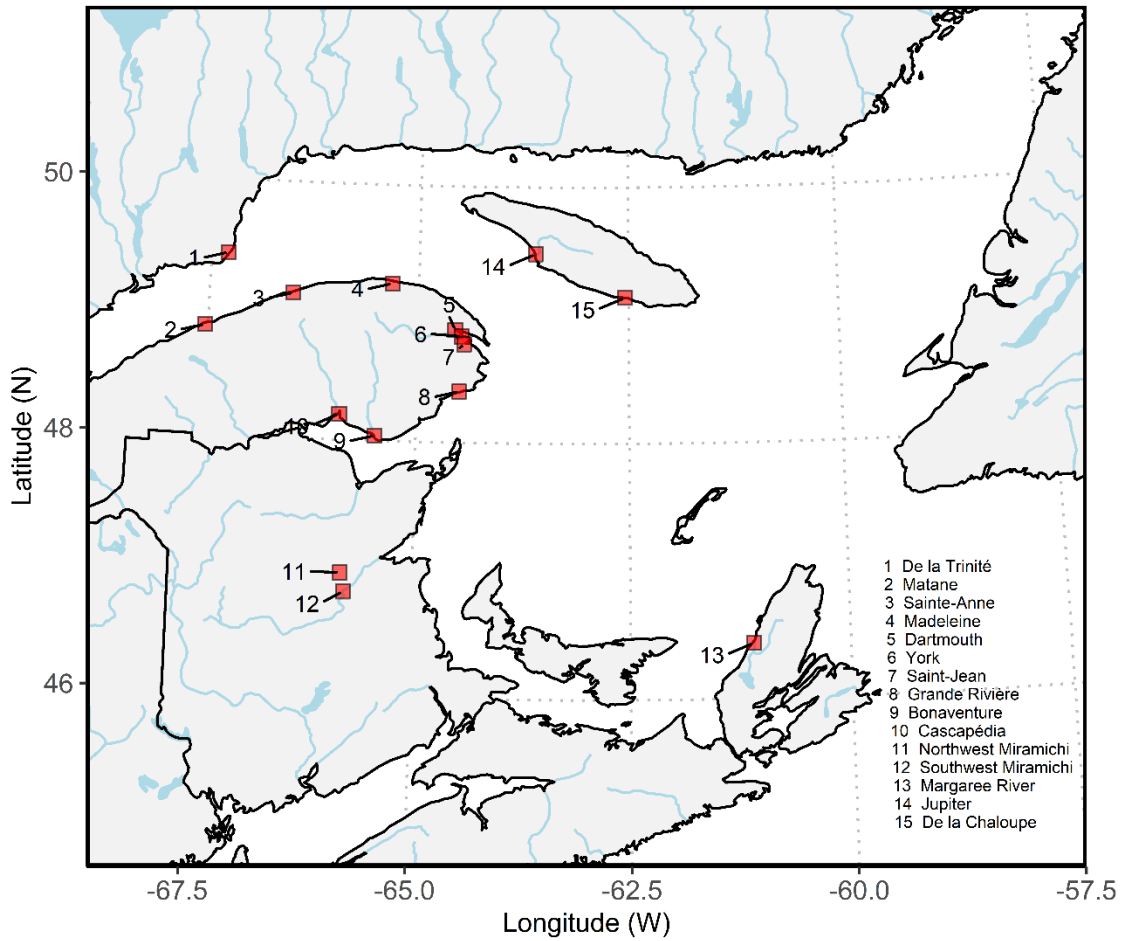 50
1
14
4
3
15
5
2
6
7
8
48
10
9
Latitude (N)
11
12
13
46
1 De la Trinité
2 Matane
3 Sainte-Anne
4 Madeleine
5 Dartmouth
6 York
7 Saint-Jean
8 Grande Rivière
9 Bonaventure
10 Cascapédia
11 Northwest Miramichi
12 Southwest Miramichi
13 Margaree River
14 Jupiter
15 De la Chaloupe
-67.5 -65.0 -62.5 -60.0 -57.5
Longitude (W)